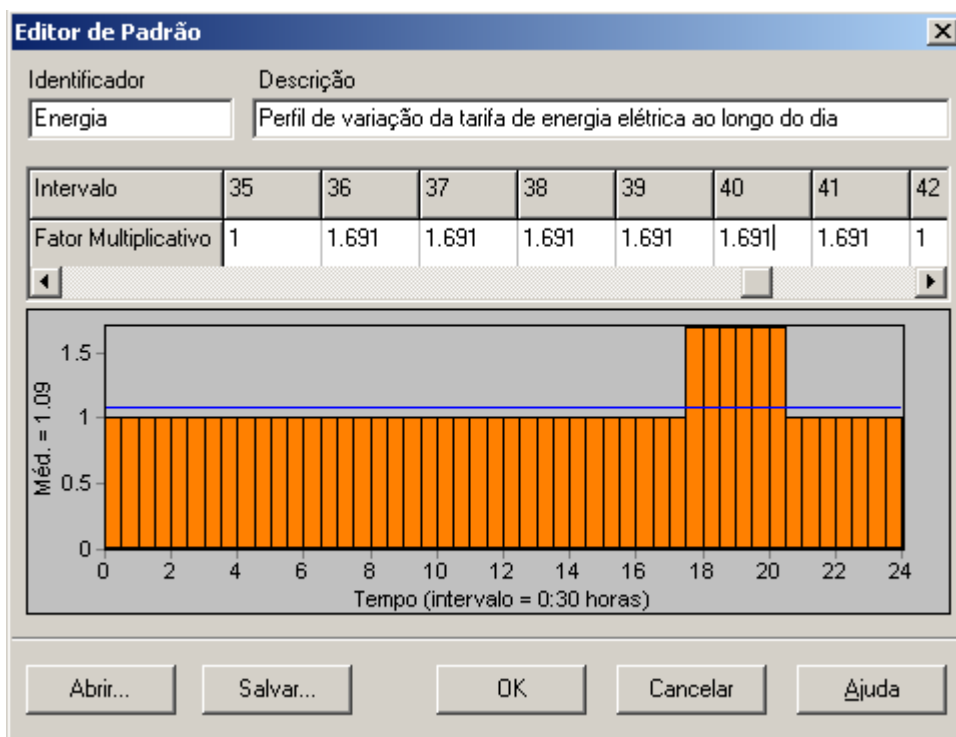 Editor de Padrão
Identificador Descrição
Energia Perfil de variação da tarifa de energia elétrica ao longo do dia
Intervalo 35 36 37 38 39 40 41 42
Fator Multiplicativo 1 1.691 1.691 1.691 1.691 1.691 1.691 1
Méd. = 1.09
1.5
1
0.5
0
0 2 4 6 8 10 12 14 16 18 20 22 24
Tempo (intervalo = 0:30 horas)
Abrir... Salvar... OK Cancelar Ajuda